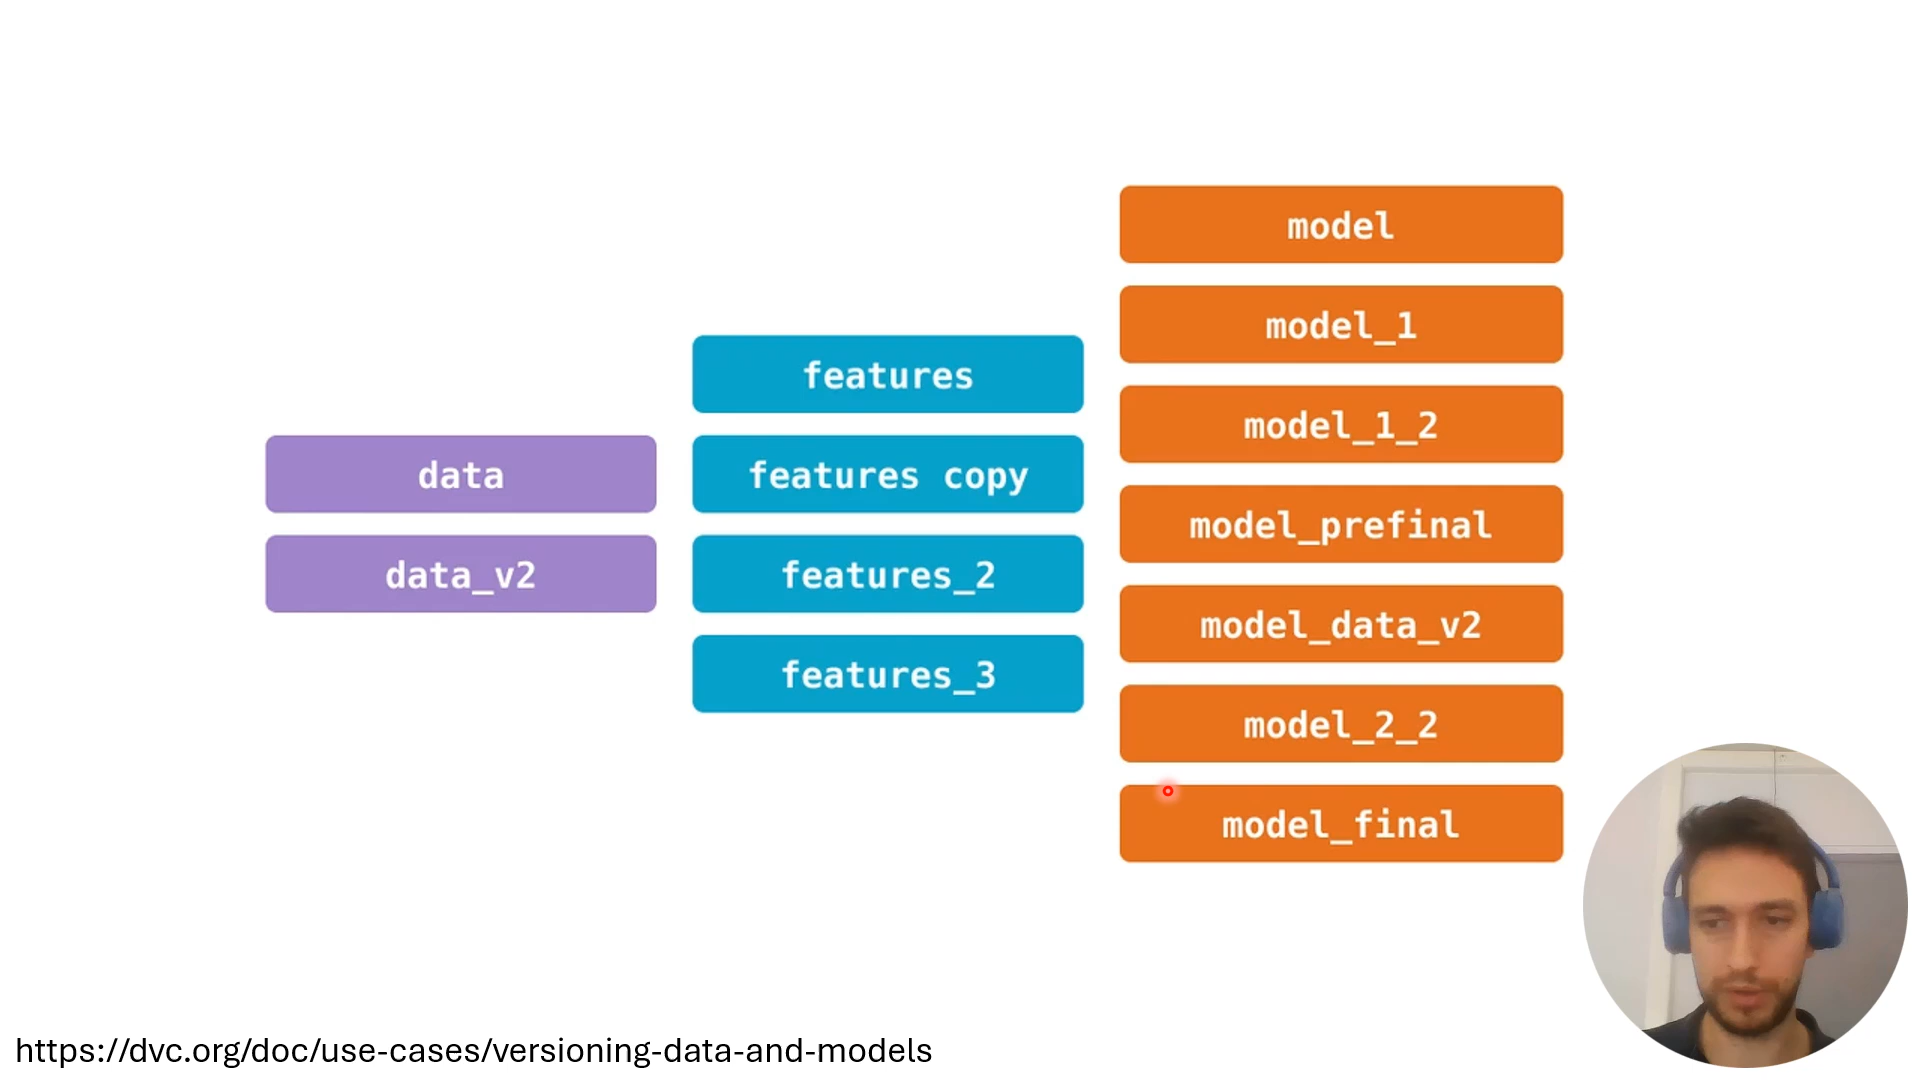 data
data_v2
features
features copy
features_2
features_3
model
model_1
model_1_2
model_prefinal
model_data_v2
model_2_2
model_final
https://dvc.org/doc/use-cases/versioning-data-and-models